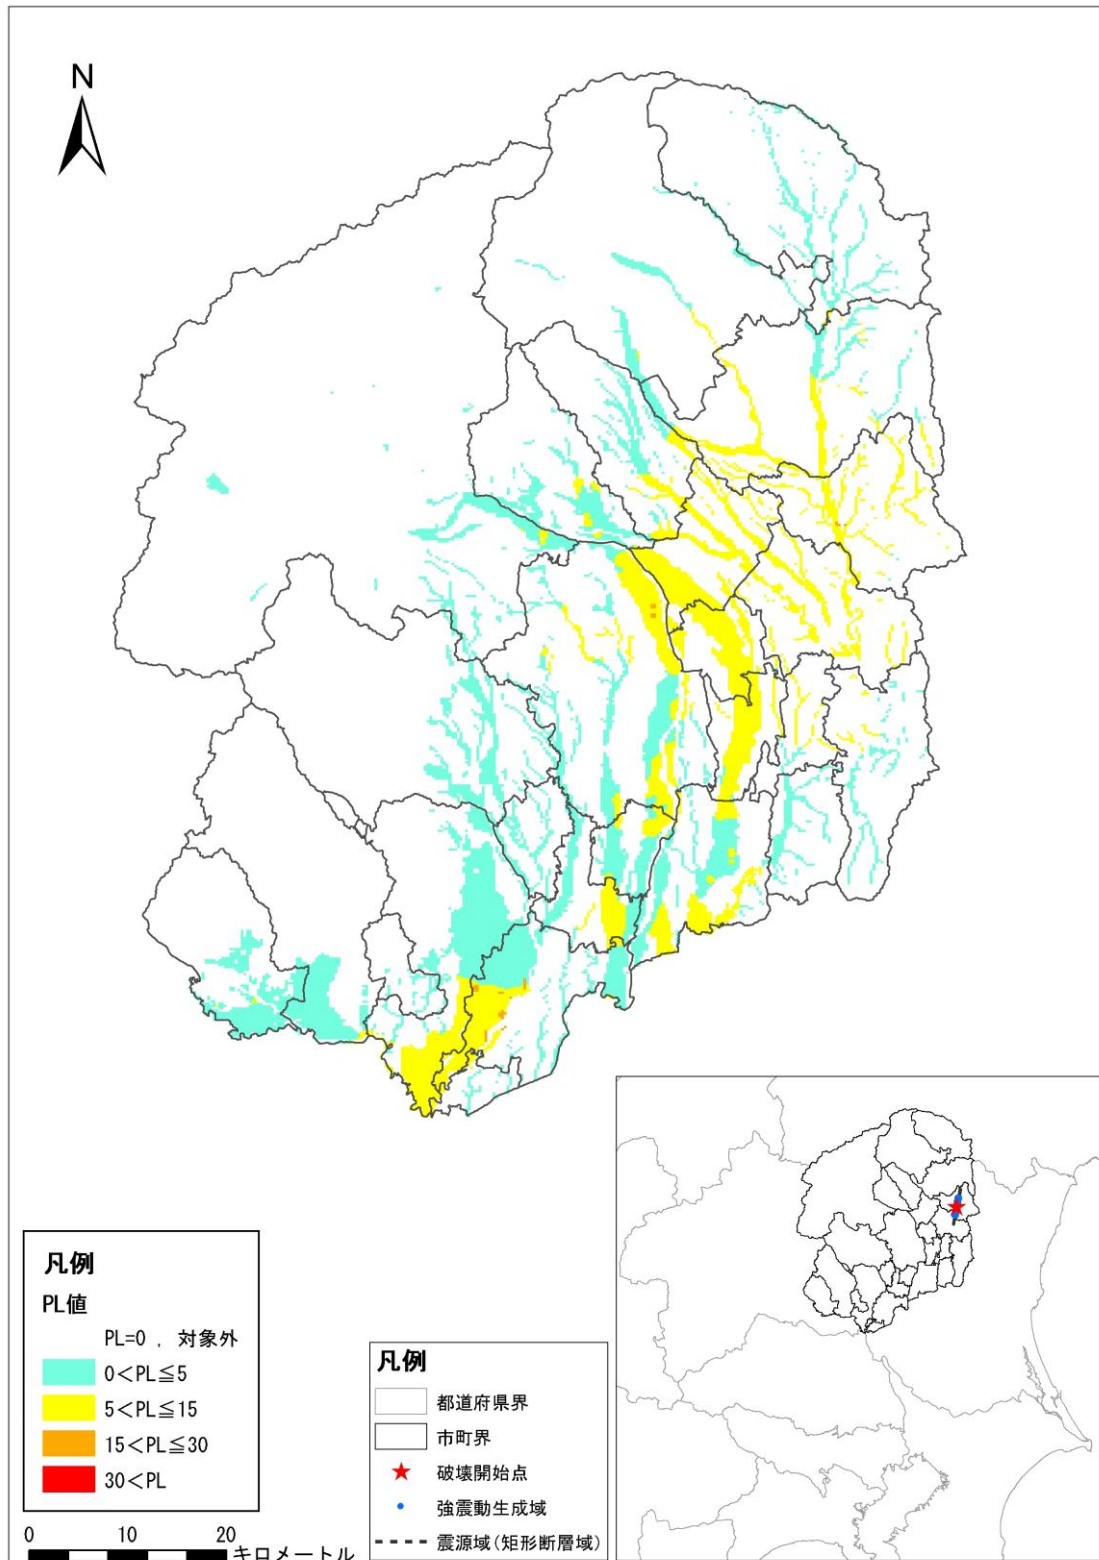 N
凡例
PL値
PL=0 , 対象外
0<PL≦5
5<PL≦15
15<PL≦30
30<PL
0 10 20
キロメートル
凡例
都道府県界
市町界
破壊開始点
強震動生成域
震源域(矩形断層域)